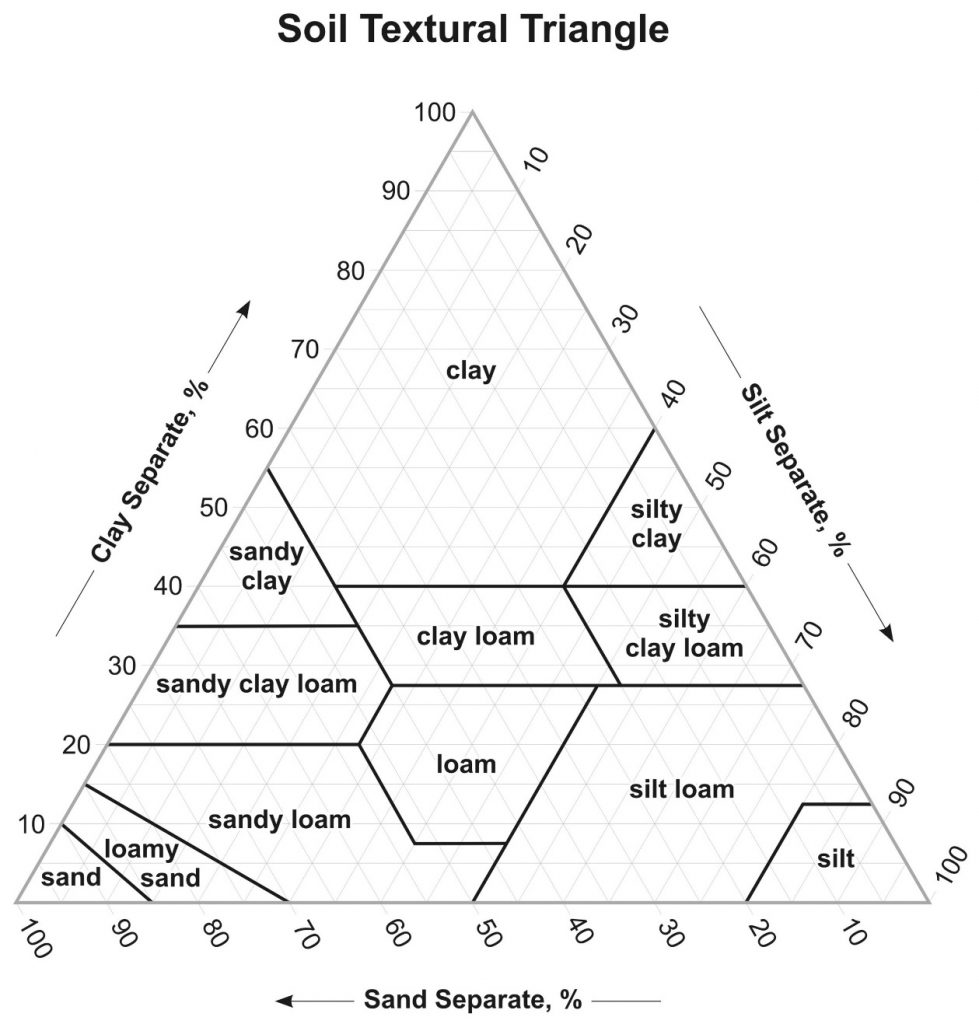 Soil Textural Triangle
100
10
90
20
80
30
70
clay
40
60
50
50
silty
clay
sandy
clay
60
40
silty
clay loam
clay loam
70
30
sandy clay loam
80
20
loam
silt loam
90
10
sandy loam
loamy
sand
silt
sand
100
Clay Separate, %
Silt Separate, %
100
90
80
70
60
50
40
30
20
10
Sand Separate, %